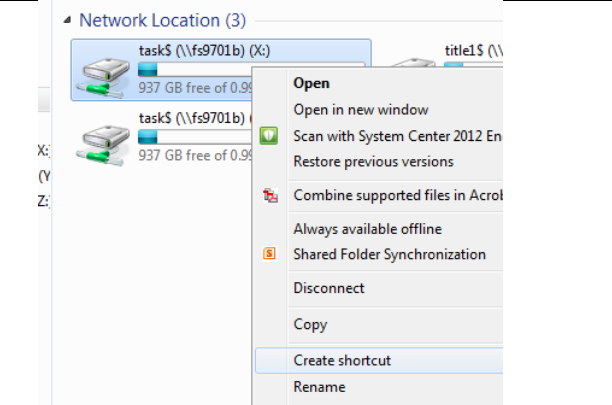 Network Location (3)
task$ (\\fs9701b) (X:)
title1$ (\\
937 GB free of 0.99
task$ (\\fs9701b) (
937 GB free of 0.99
X:
(Y
Z:
Open
Open in new window
Scan with System Center 2012 En
Restore previous versions
Combine supported files in Acrob
Always available offline
S Shared Folder Synchronization
Disconnect
Copy
Create shortcut
Rename